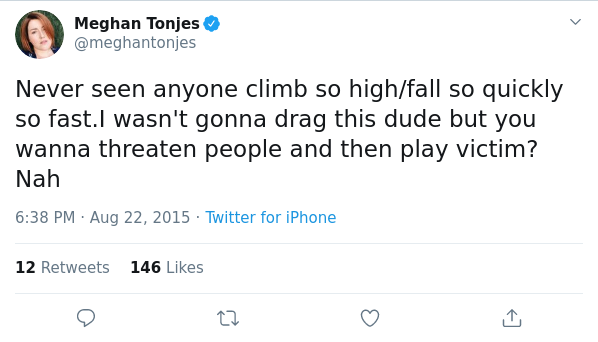 Meghan Tonjes
@meghantonjes
Never seen anyone climb so high/fall so quickly
so fast.I wasn't gonna drag this dude but you
wanna threaten people and then play victim?
Nah
6:38 PM · Aug 22, 2015 · Twitter for iPhone
12 Retweets 146 Likes